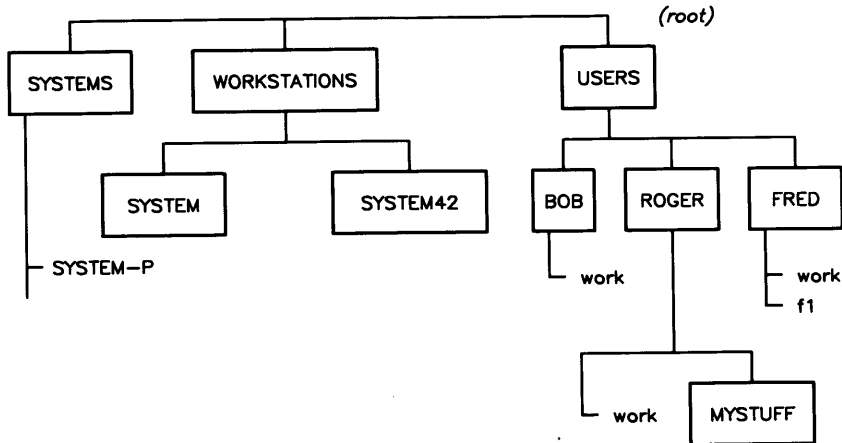 (root)
SYSTEMS WORKSTATIONS USERS
SYSTEM SYSTEM42 BOB ROGER FRED
SYSTEM-P work work
f1
work MYSTUFF